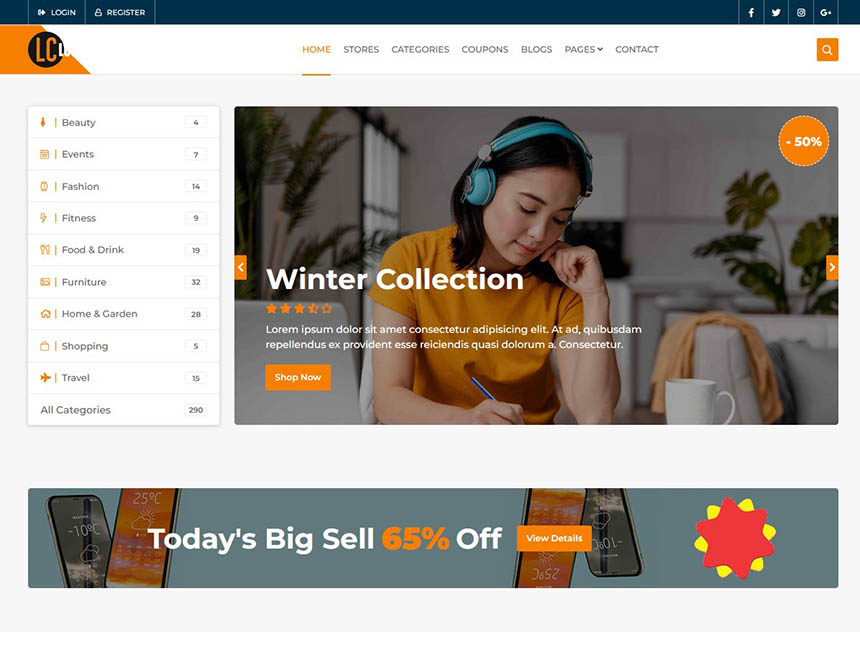 LOGIN
REGISTER
LC
HOME
STORES
CATEGORIES
COUPONS
BLOGS
PAGES
CONTACT
Beauty 4
Events 7
Fashion 14
Fitness 9
Food & Drink 19
Furniture 32
Home & Garden 28
Shopping 5
Travel 15
All Categories 290
- 50%
Winter Collection
Lorem ipsum dolor sit amet consectetur adipisicing elit. At ad, quibusdam
repellendus ex provident esse reiciendis quasi dolorum a. Consectetur.
Shop Now
25°C
-10°C
Today's Big Sell 65% Off
View Details
-10°C
25°C